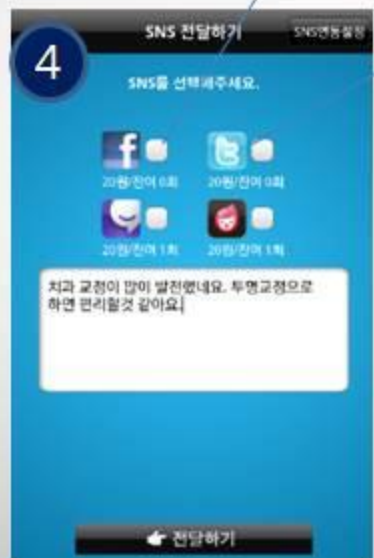 4
SNS 전달하기
SNS연동설정
SNS를 선택해주세요.
20원/잔여 0회
20원/잔여 0회
20원/잔여 1회
20원/잔여 1회
치과 교정이 많이 발전했네요. 투명교정으로
하면 편리할것 같아요
전달하기